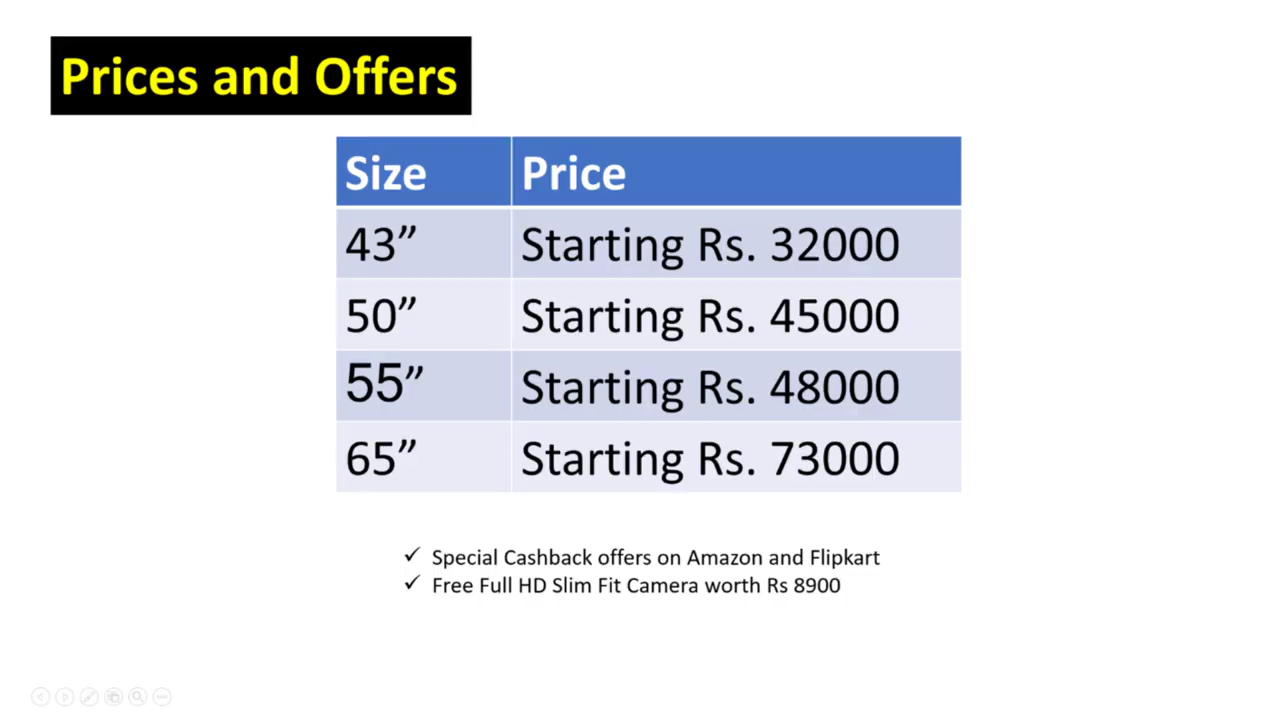 Prices and Offers
Size Price
43” Starting Rs. 32000
50” Starting Rs. 45000
55” Starting Rs. 48000
65” Starting Rs. 73000
✓ Special Cashback offers on Amazon and Flipkart
✓ Free Full HD Slim Fit Camera worth Rs 8900